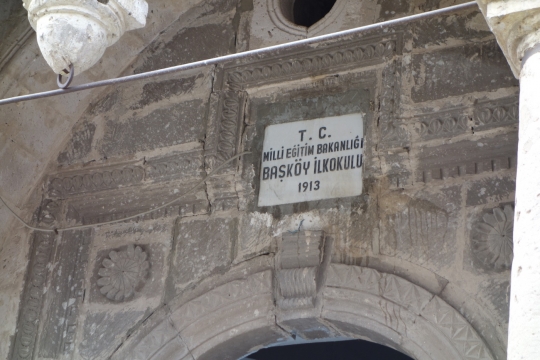 T. C.
MİLLİ EĞİTİM BAKANLIĞI
BAŞKÖY İLKOKULU
1913